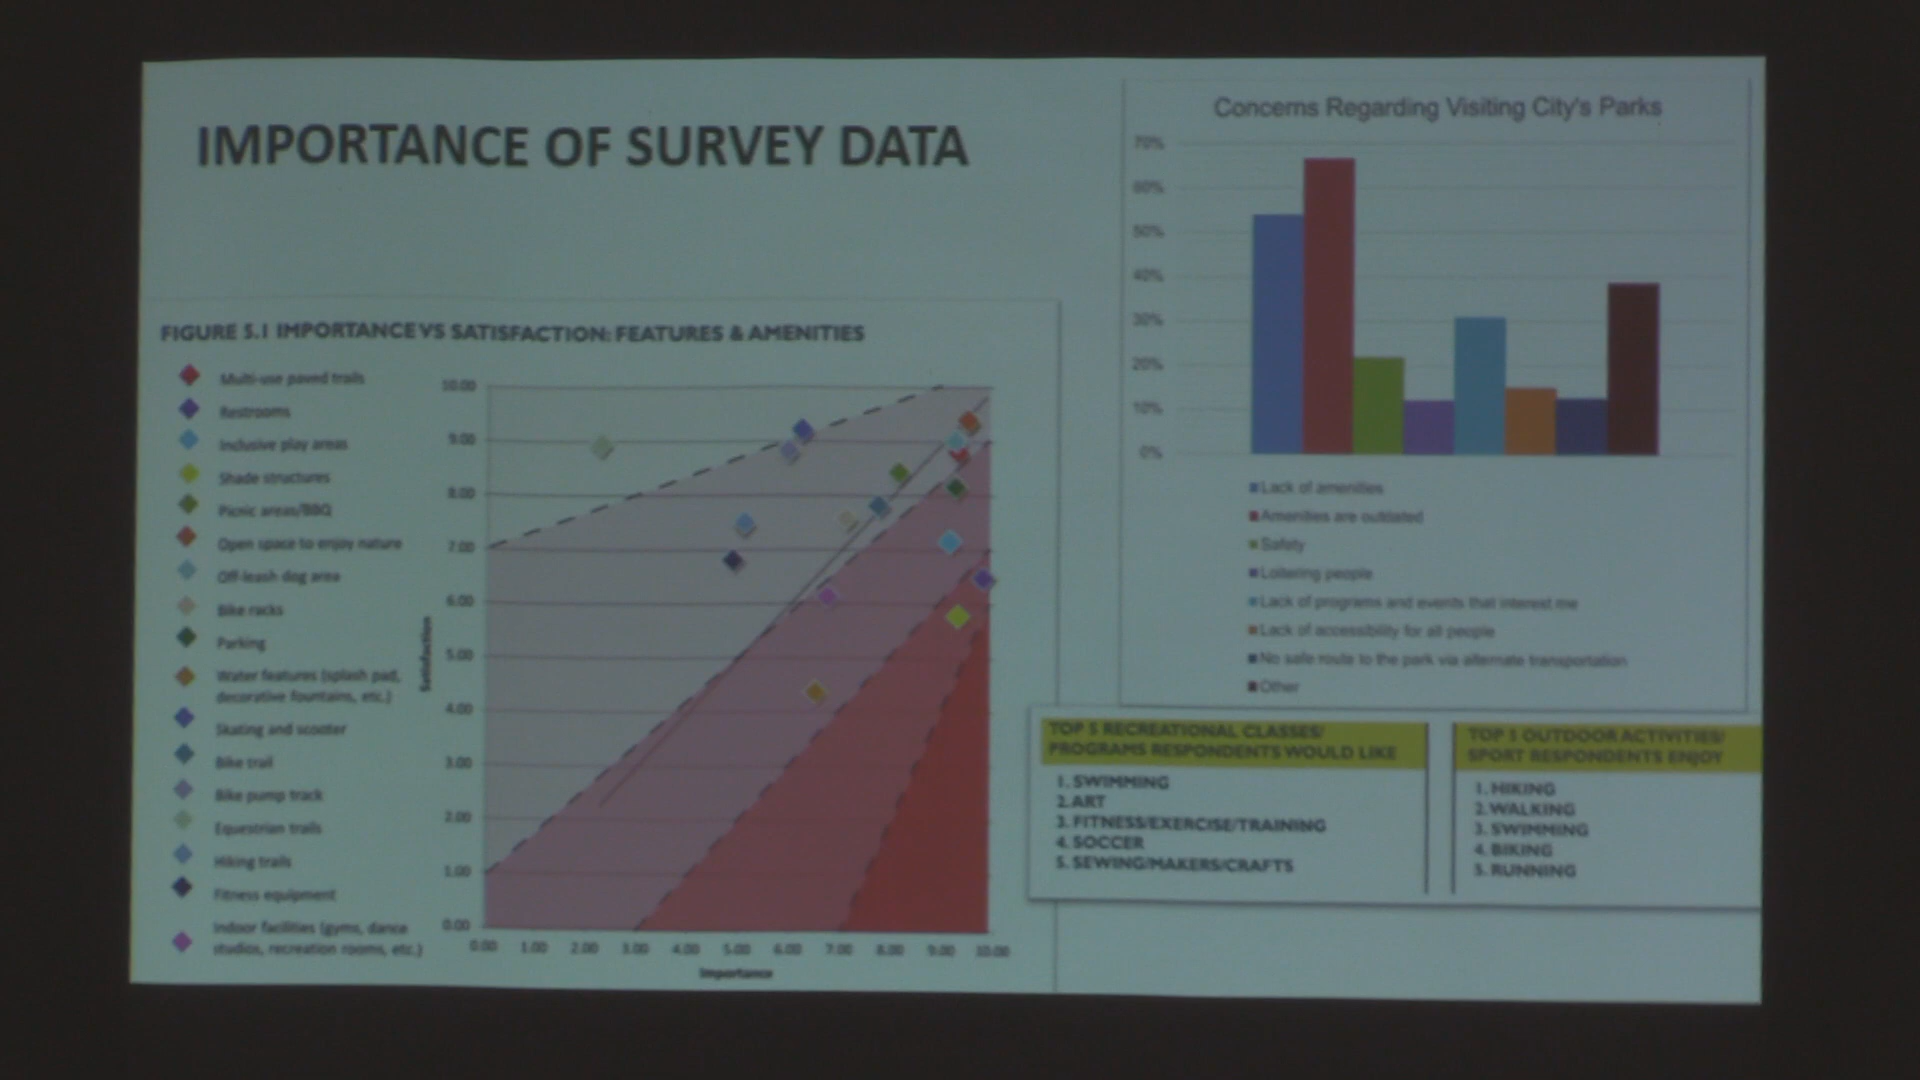 IMPORTANCE OF SURVEY DATA
FIGURE 5.1 IMPORTANCE VS SATISFACTION: FEATURES & AMENITIES
Multi-use paved trails
Restrooms
Inclusive play areas
Shade structures
Picnic areas/BBQ
Open space to enjoy nature
Off-leash dog area
Bike racks
Parking
Water features (splash pad,
decorative fountains, etc.)
Skating and scooter
Bike trail
Bike pump track
Equestrian trails
Hiking trails
Fitness equipment
Indoor facilities (gyms, dance
studios, recreation rooms, etc.)
Satisfaction
10.00
9.00
8.00
7.00
6.00
5.00
4.00
3.00
2.00
1.00
0.00
0.00 1.00 2.00 3.00 4.00 5.00 6.00 7.00 8.00 9.00 10.00
Importance
Concerns Regarding Visiting City's Parks
70%
60%
50%
40%
30%
20%
10%
0%
Lack of amenities
Amenities are outdated
Safety
Loitering people
Lack of programs and events that interest me
Lack of accessibility for all people
No safe route to the park via alternate transportation
Other
TOP 5 RECREATIONAL CLASSES/
PROGRAMS RESPONDENTS WOULD LIKE
1. SWIMMING
2. ART
3. FITNESS/EXERCISE/TRAINING
4. SOCCER
5. SEWING/MAKERS/CRAFTS
TOP 5 OUTDOOR ACTIVITIES/
SPORT RESPONDENTS ENJOY
1. HIKING
2. WALKING
3. SWIMMING
4. BIKING
5. RUNNING